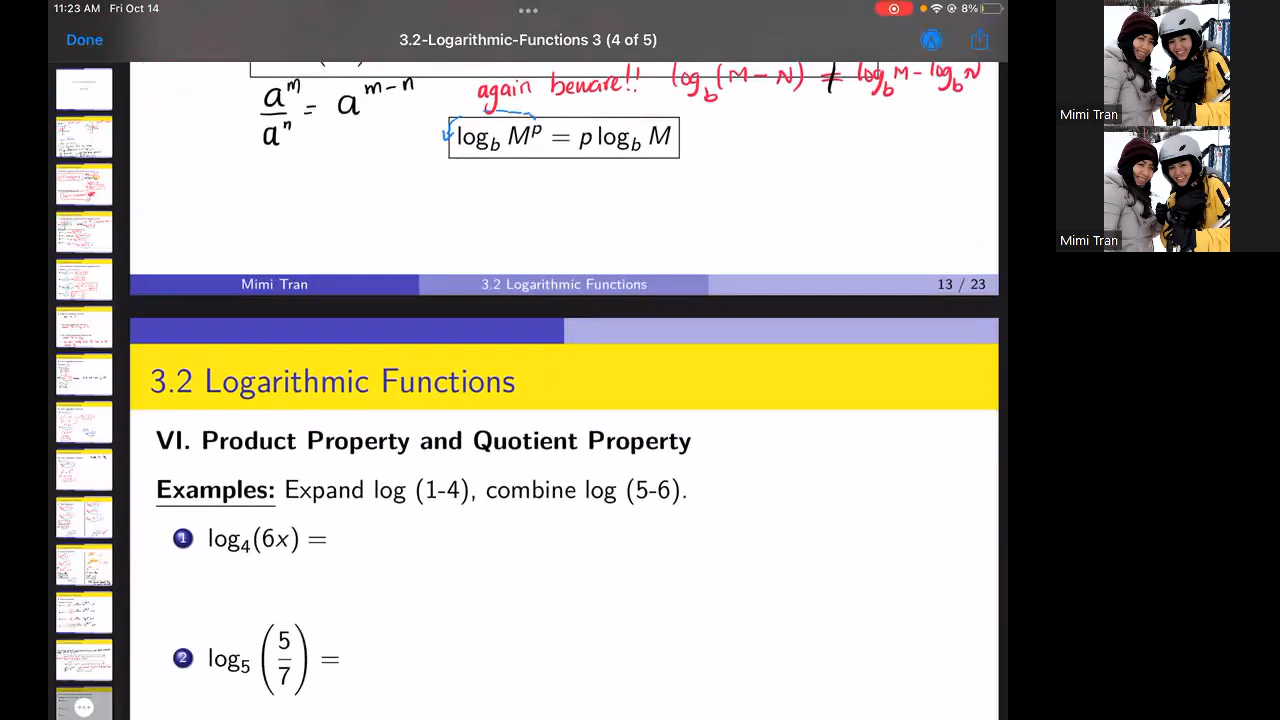 11:23 AM Fri Oct 14
8%
Done
3.2-Logarithmic-Functions 3 (4 of 5)
again beware!! log_b(M − N) ≠ log_b M − log_b N
a^m/a^n = a^(m−n)
log_b M^p = p log_b M
Mimi Tran
3.2 Logarithmic Functions
13 / 23
3.2 Logarithmic Functions
VI. Product Property and Quotient Property
Examples: Expand log (1-4), combine log (5-6).
1 log₄(6x) =
2 log₅ (5/7) =
Mimi Tran
Mimi Tran